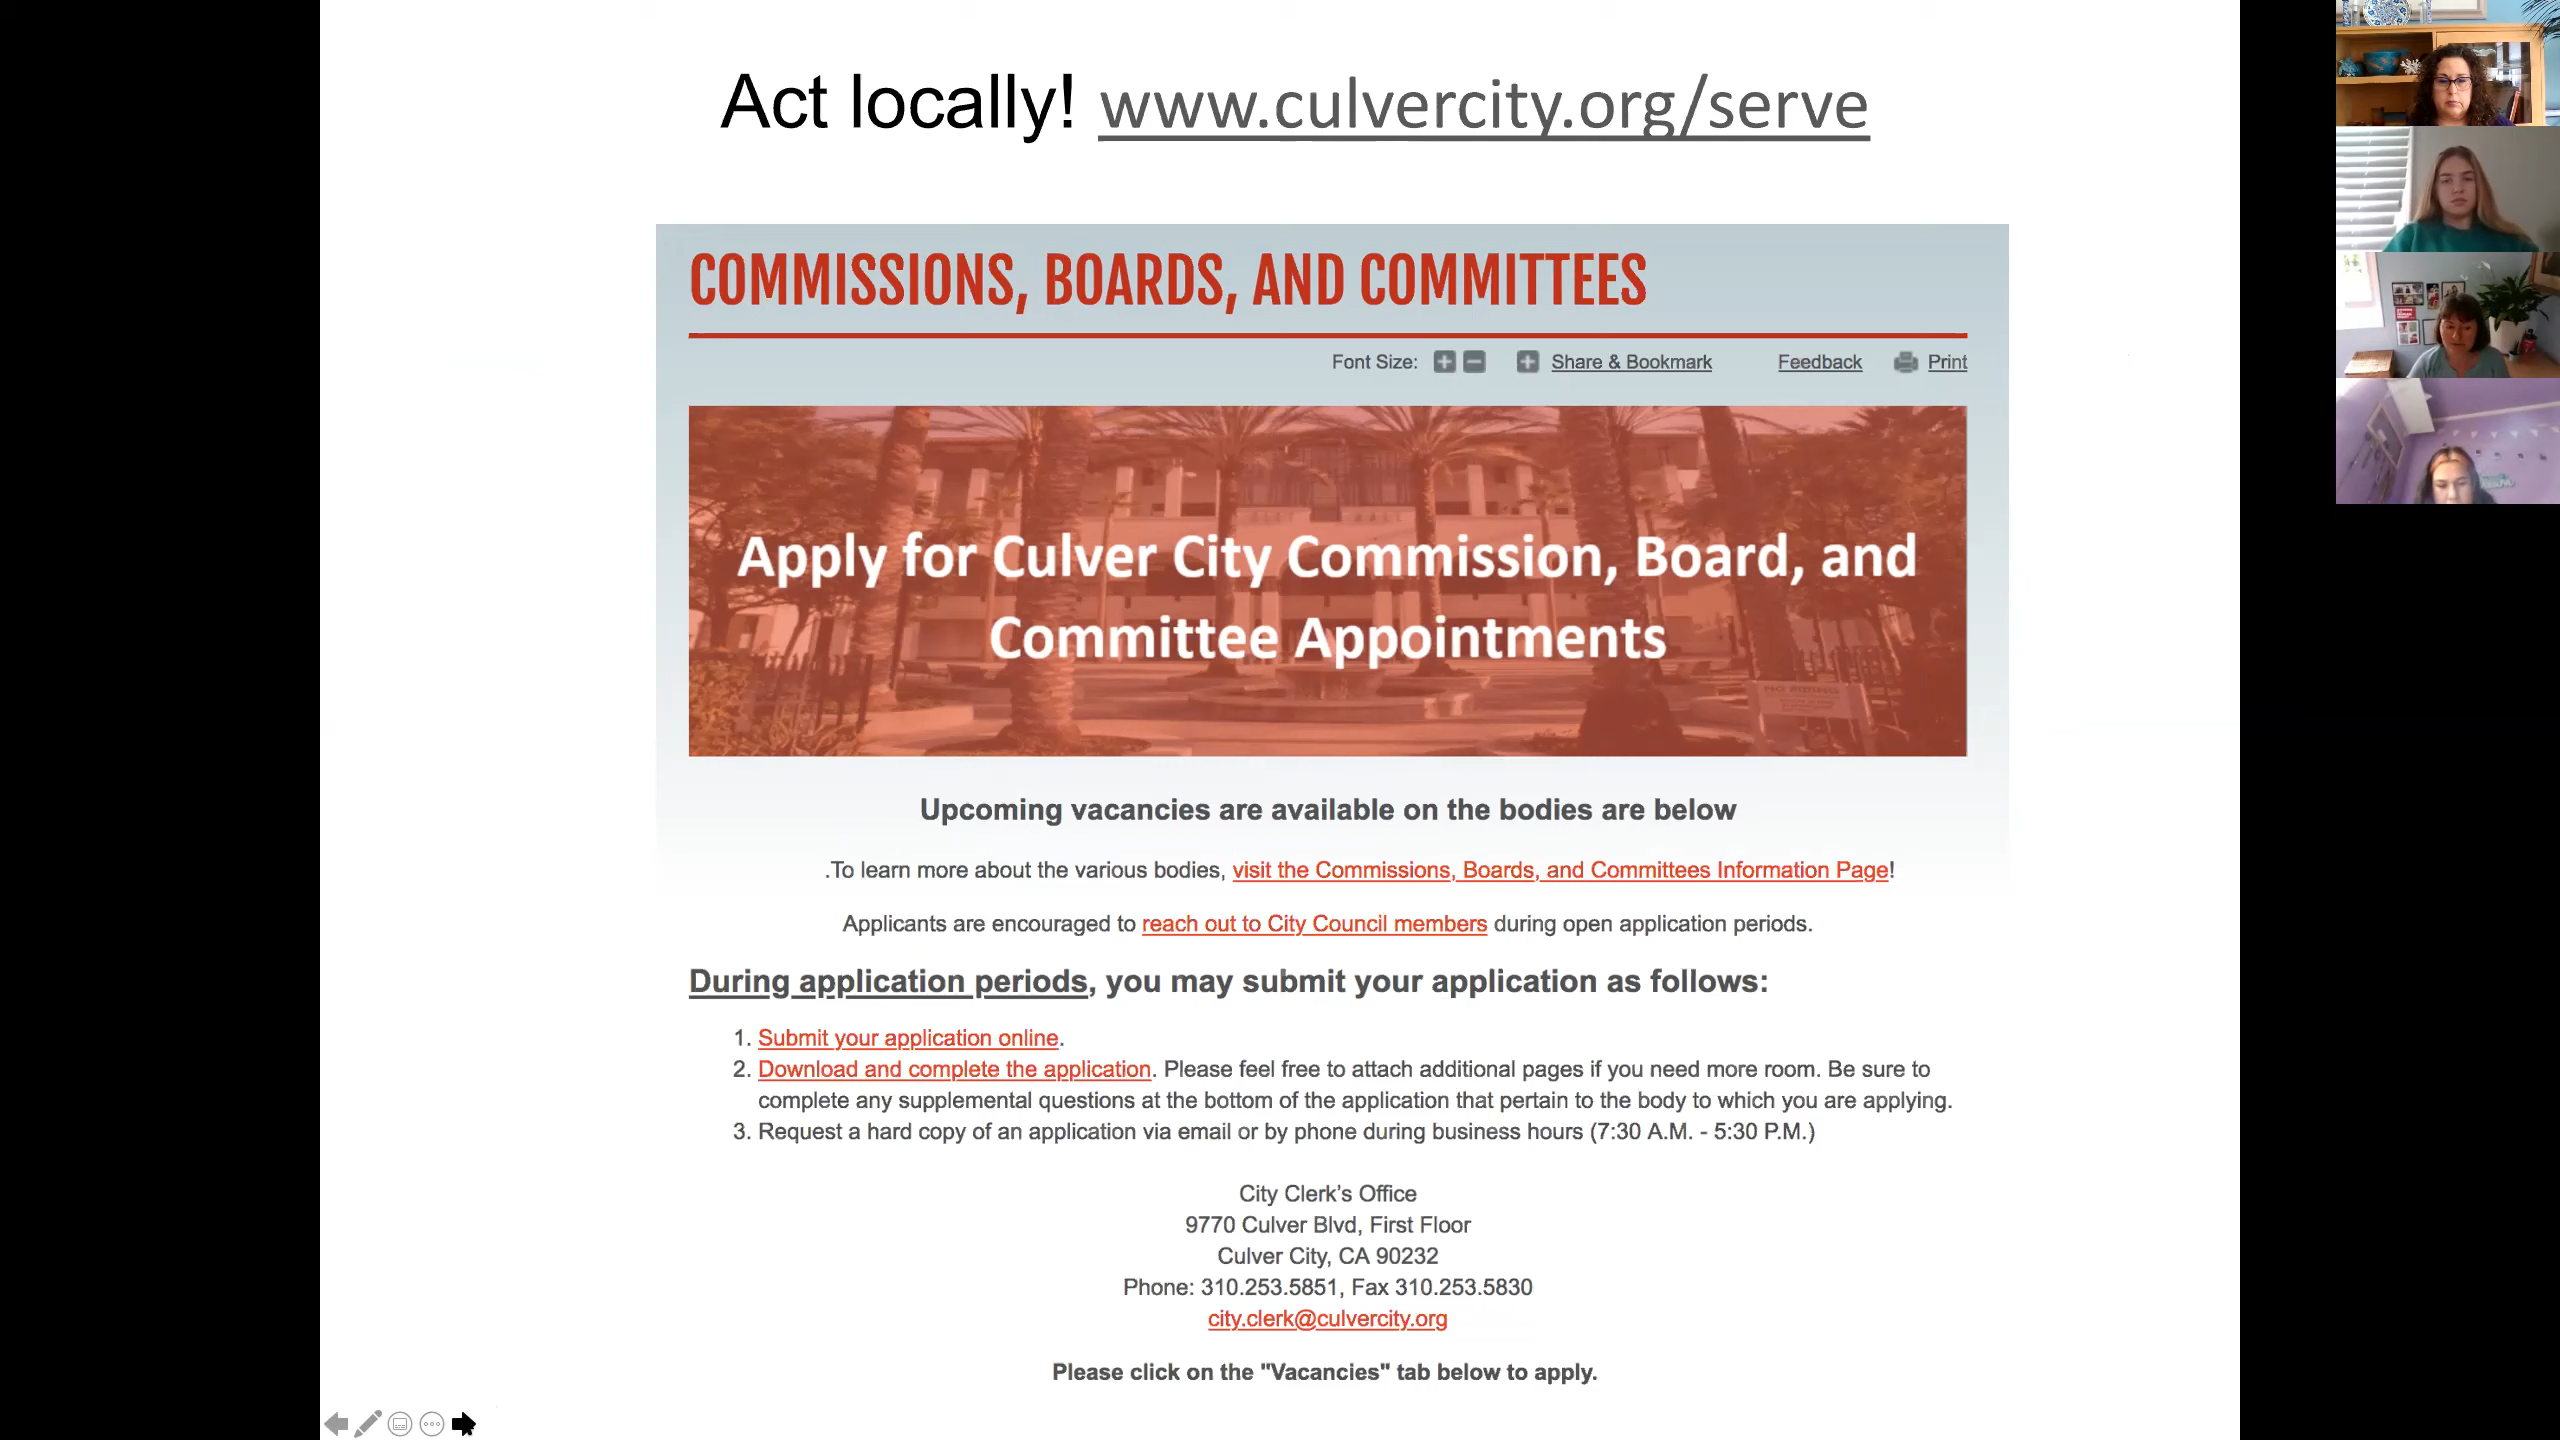 Act locally! www.culvercity.org/serve
COMMISSIONS, BOARDS, AND COMMITTEES
Font Size: Share & Bookmark Feedback Print
Apply for Culver City Commission, Board, and
Committee Appointments
NO RIDING
Upcoming vacancies are available on the bodies are below
.To learn more about the various bodies, visit the Commissions, Boards, and Committees Information Page!
Applicants are encouraged to reach out to City Council members during open application periods.
During application periods, you may submit your application as follows:
1. Submit your application online.
2. Download and complete the application. Please feel free to attach additional pages if you need more room. Be sure to
complete any supplemental questions at the bottom of the application that pertain to the body to which you are applying.
3. Request a hard copy of an application via email or by phone during business hours (7:30 A.M. - 5:30 P.M.)
City Clerk’s Office
9770 Culver Blvd, First Floor
Culver City, CA 90232
Phone: 310.253.5851, Fax 310.253.5830
city.clerk@culvercity.org
Please click on the "Vacancies" tab below to apply.